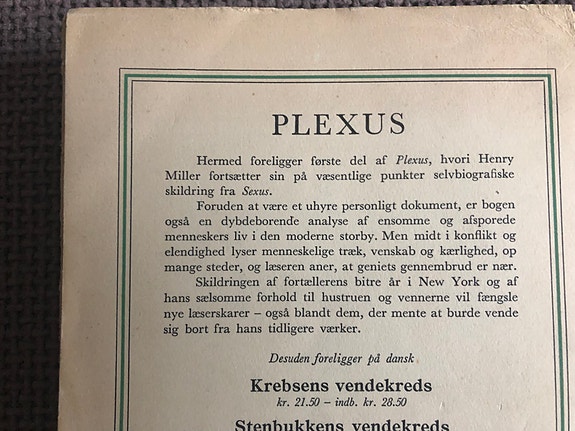 PLEXUS
Hermed foreligger første del af Plexus, hvori Henry
Miller fortsætter sin på væsentlige punkter selvbiografiske
skildring fra Sexus.
Foruden at være et uhyre personligt dokument, er bogen
også en dybdeborende analyse af ensomme og afsporede
menneskers liv i den moderne storby. Men midt i konflikt og
elendighed lyser menneskelige træk, venskab og kærlighed, op
mange steder, og læseren aner, at geniets gennembrud er nær.
Skildringen af fortællerens bitre år i New York og af
hans sælsomme forhold til hustruen og vennerne vil fængsle
nye læserskarer – også blandt dem, der mente at burde vende
sig bort fra hans tidligere værker.
Desuden foreligger på dansk
Krebsens vendekreds
kr. 21.50 – indb. kr. 28.50
Stenbukkens vendekreds